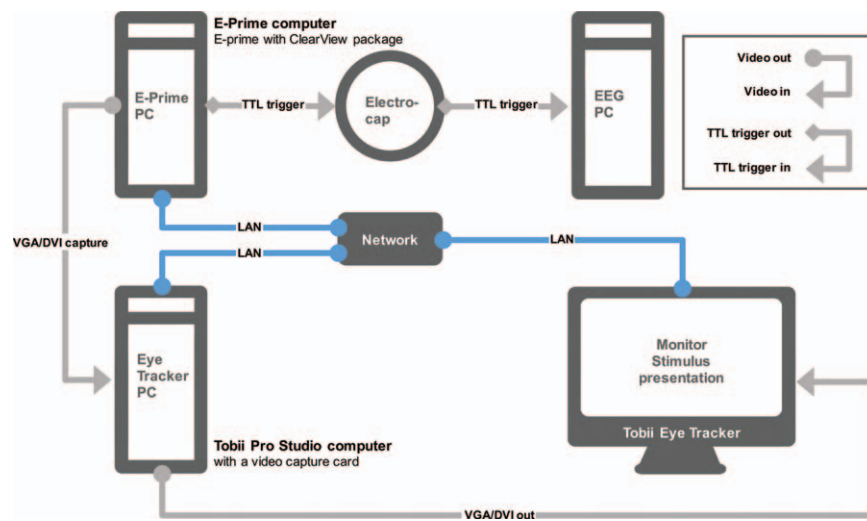 E-Prime computer
E-prime with ClearView package
E-Prime
PC
TTL trigger
Electro-
cap
TTL trigger
EEG
PC
Video out
Video in
TTL trigger out
TTL trigger in
LAN
VGA/DVI capture
Network
LAN
LAN
Eye
Tracker
PC
Monitor
Stimulus
presentation
Tobii Eye Tracker
Tobii Pro Studio computer
with a video capture card
VGA/DVI out